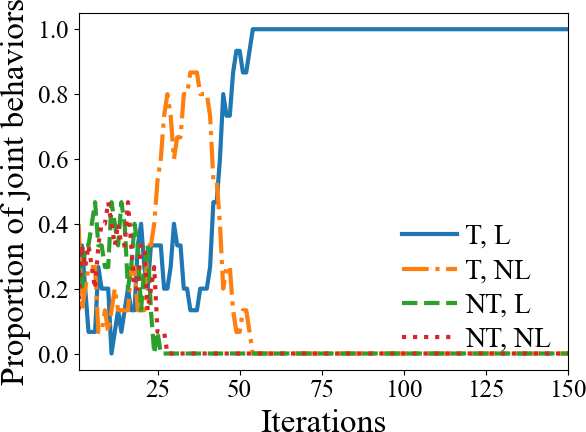 Proportion of joint behaviors
1.0
0.8
0.6
0.4
0.2
0.0
T, L
T, NL
NT, L
NT, NL
25 50 75 100 125 150
Iterations